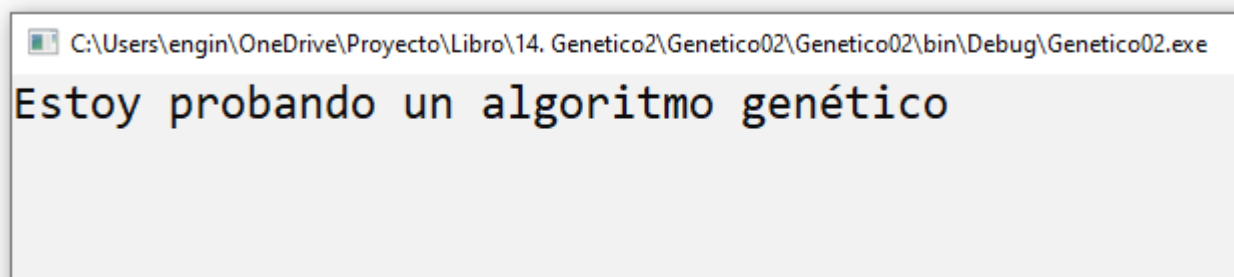 C:\Users\engin\OneDrive\Proyecto\Libro\14. Genetico2\Genetico02\Genetico02\bin\Debug\Genetico02.exe
Estoy probando un algoritmo genético